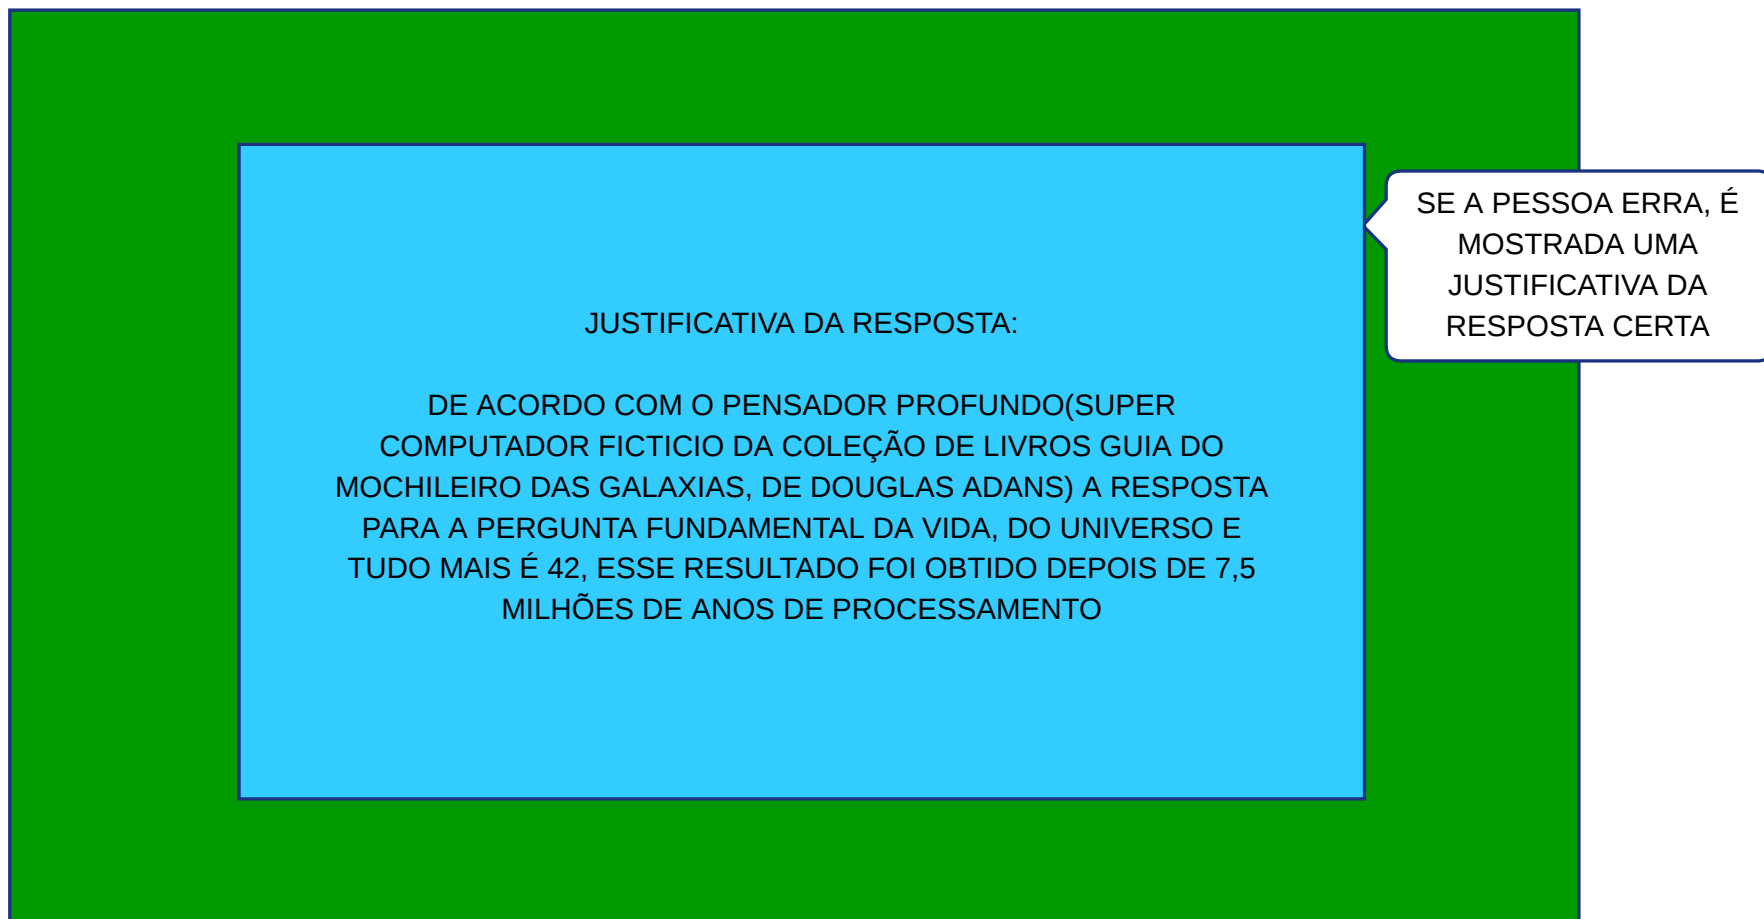 SE A PESSOA ERRA, É
MOSTRADA UMA
JUSTIFICATIVA DA
RESPOSTA CERTA
JUSTIFICATIVA DA RESPOSTA:
DE ACORDO COM O PENSADOR PROFUNDO(SUPER
COMPUTADOR FICTICIO DA COLEÇÃO DE LIVROS GUIA DO
MOCHILEIRO DAS GALAXIAS, DE DOUGLAS ADANS) A RESPOSTA
PARA A PERGUNTA FUNDAMENTAL DA VIDA, DO UNIVERSO E
TUDO MAIS É 42, ESSE RESULTADO FOI OBTIDO DEPOIS DE 7,5
MILHÕES DE ANOS DE PROCESSAMENTO